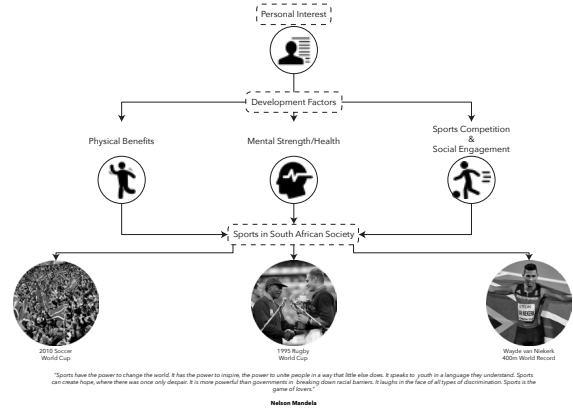 Personal Interest
Development Factors
Physical Benefits
Mental Strength/Health
Sports Competition
&
Social Engagement
Sports in South African Society
2010 Soccer
World Cup
1995 Rugby
World Cup
Wayde van Niekerk
400m World Record
"Sports have the power to change the world. It has the power to inspire, the power to unite people in a way that little else does. It speaks to youth in a language they understand. Sports
can create hope, where there was once only despair. It is more powerful than governments in breaking down racial barriers. It laughs in the face of all types of discrimination. Sports is the
game of lovers."
Nelson Mandela